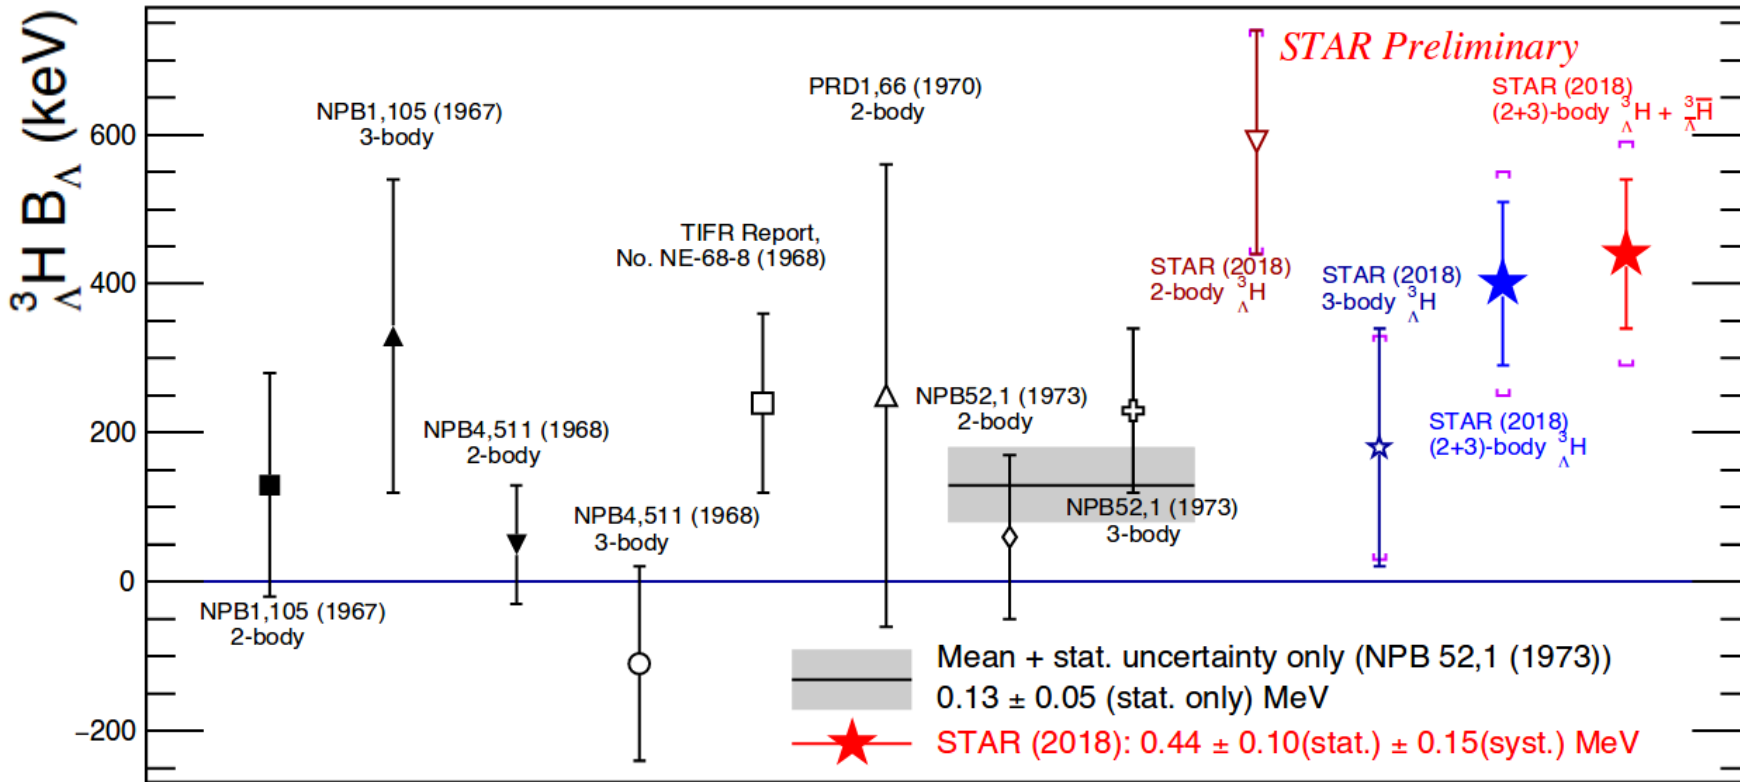 ³ΛH BΛ (keV)
600
400
200
0
−200
STAR Preliminary
NPB1,105 (1967)
3-body
PRD1,66 (1970)
2-body
STAR (2018)
(2+3)-body ³ΛH + ³Λ̅H̅
TIFR Report,
No. NE-68-8 (1968)
STAR (2018)
2-body ³ΛH
STAR (2018)
3-body ³ΛH
NPB52,1 (1973)
2-body
NPB4,511 (1968)
2-body
STAR (2018)
(2+3)-body ³ΛH
NPB4,511 (1968)
3-body
NPB52,1 (1973)
3-body
NPB1,105 (1967)
2-body
Mean + stat. uncertainty only (NPB 52,1 (1973))
0.13 ± 0.05 (stat. only) MeV
STAR (2018): 0.44 ± 0.10(stat.) ± 0.15(syst.) MeV